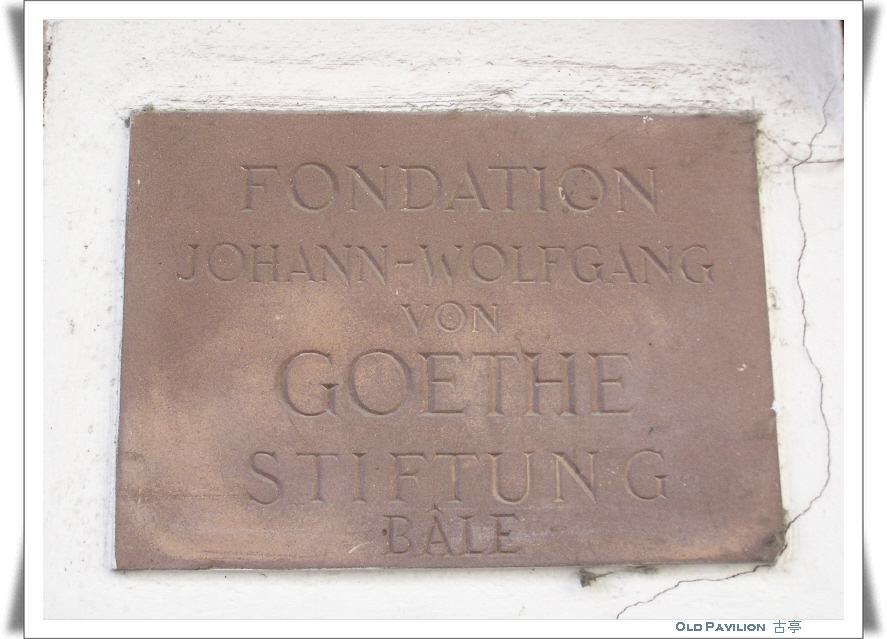 FONDATION
JOHANN-WOLFGANG
VON
GOETHE
STIFTUNG
BÂLE
OLD PAVILION 古亭